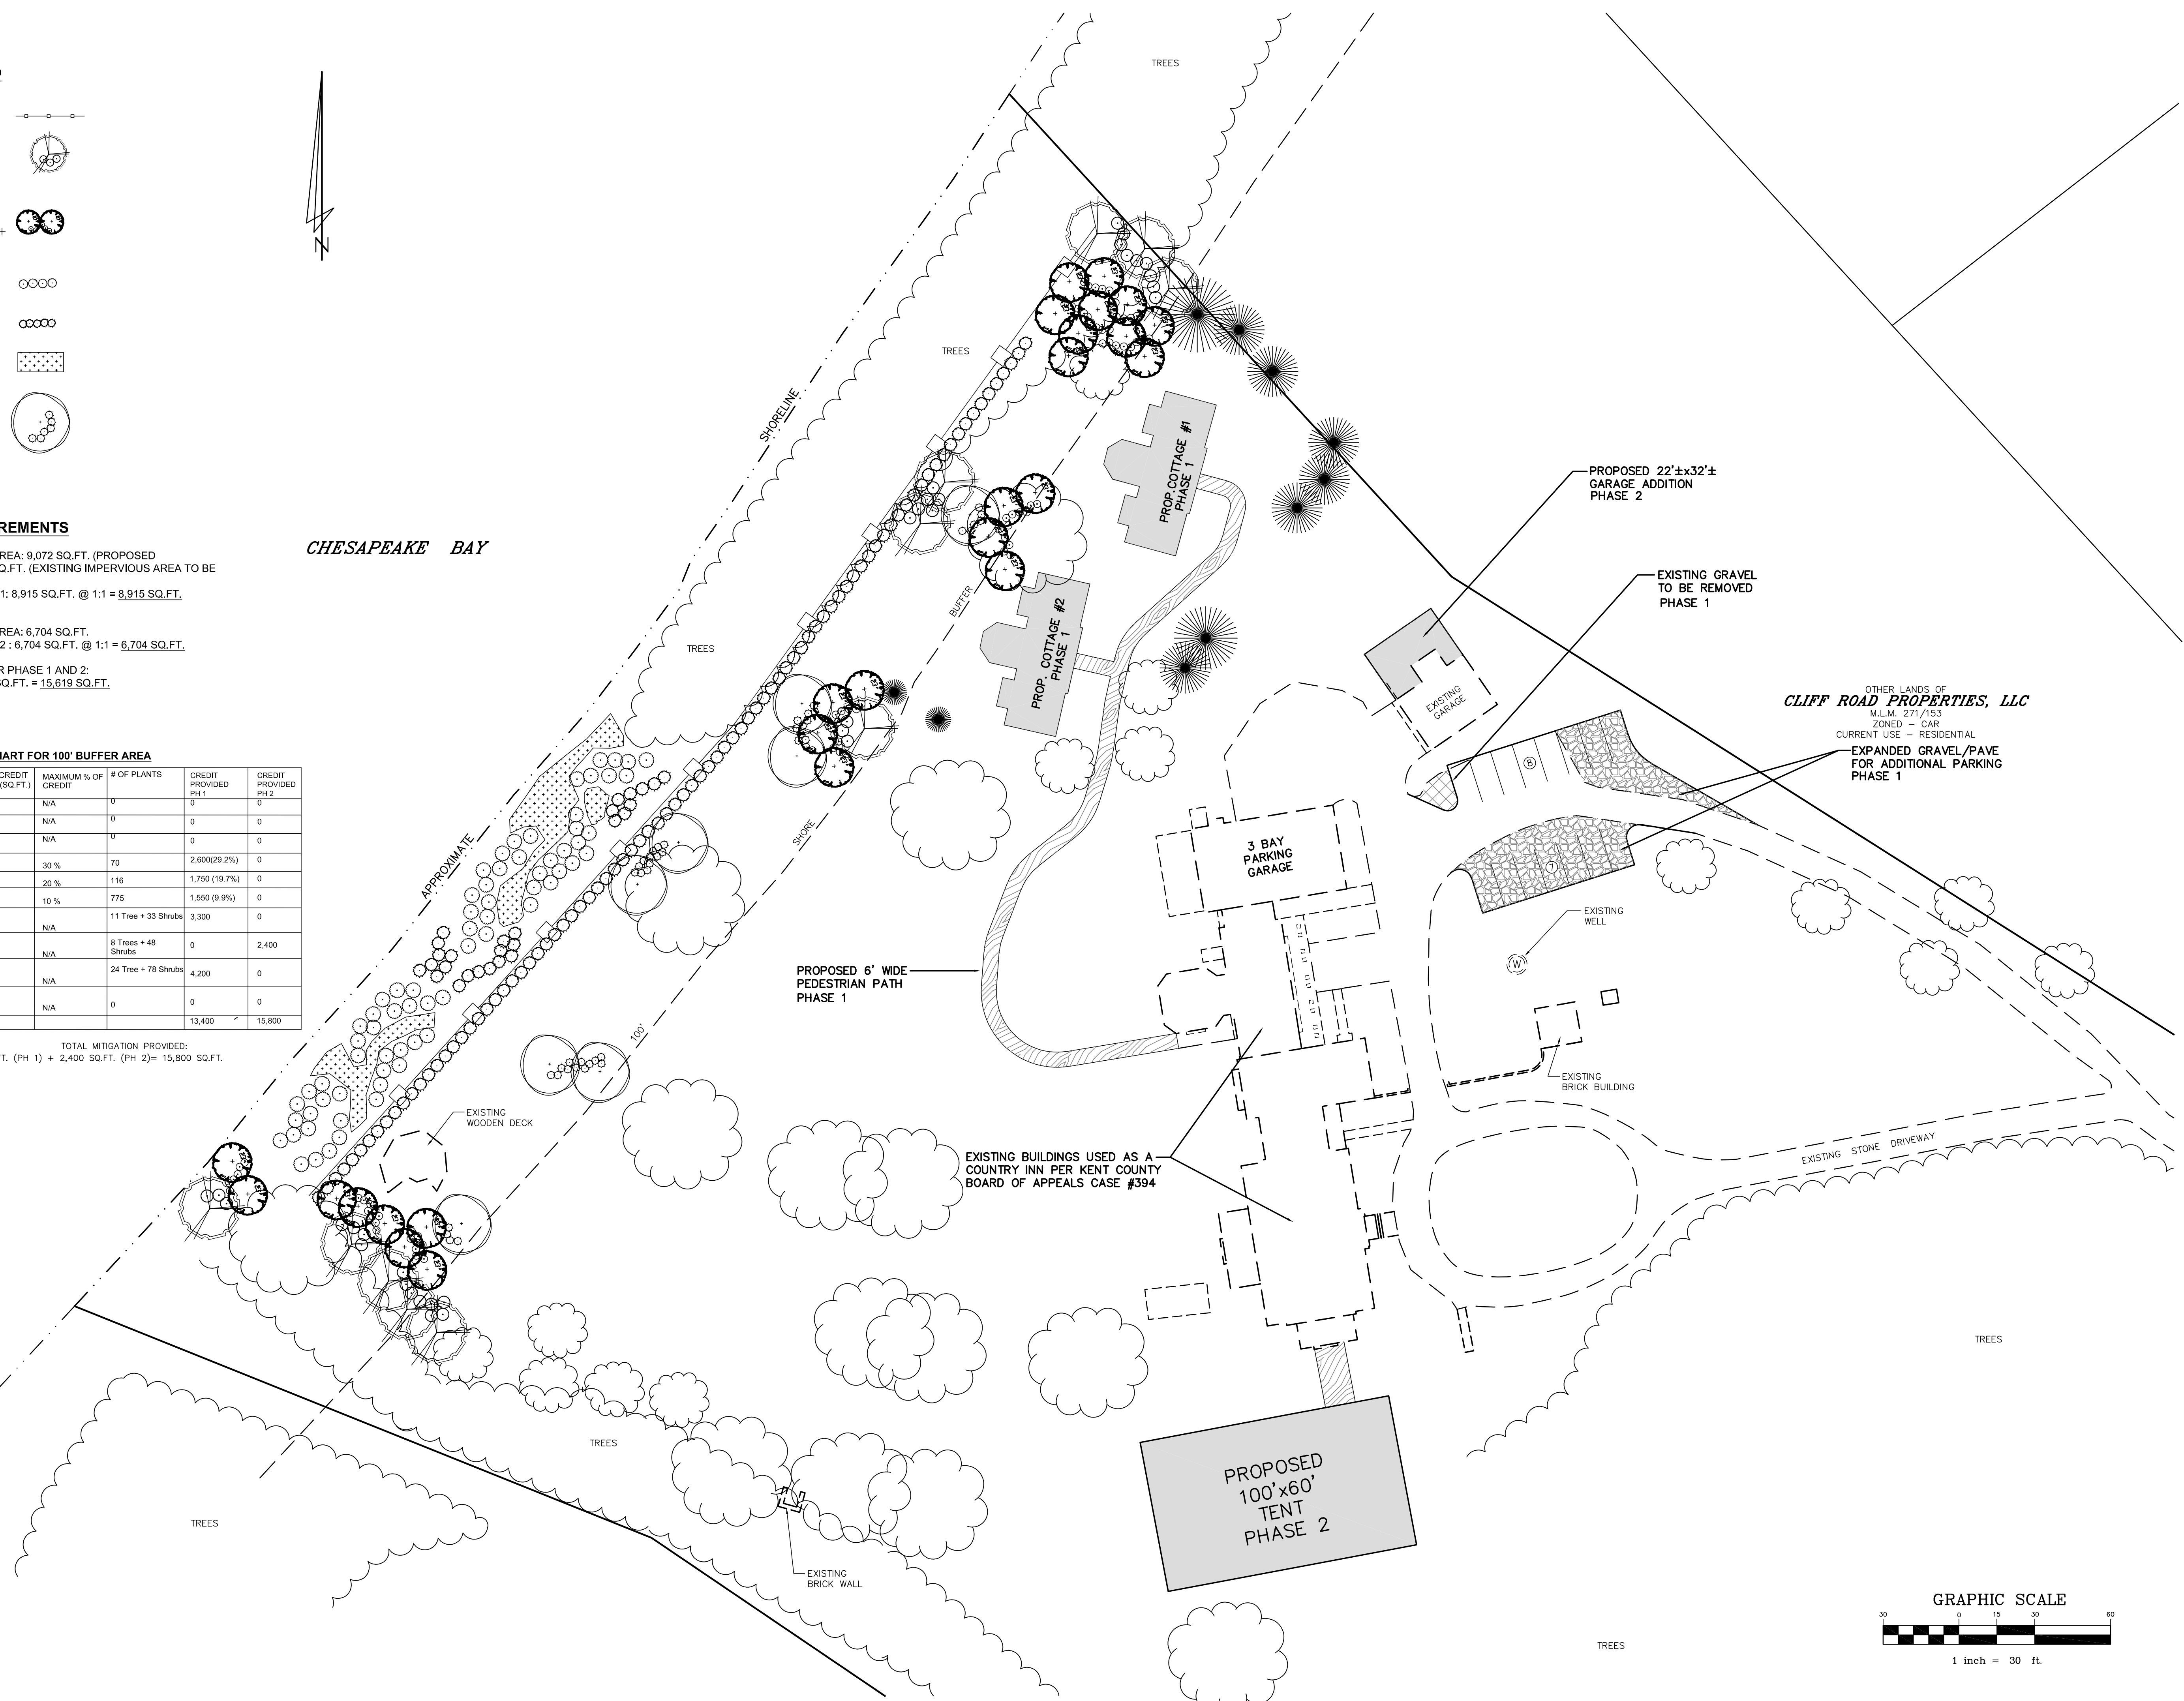 N
TREES
TREES
SHORELINE
CHESAPEAKE BAY
REMENTS
REA: 9,072 SQ.FT. (PROPOSED
Q.FT. (EXISTING IMPERVIOUS AREA TO BE
1: 8,915 SQ.FT. @ 1:1 = 8,915 SQ.FT.
REA: 6,704 SQ.FT.
2 : 6,704 SQ.FT. @ 1:1 = 6,704 SQ.FT.
R PHASE 1 AND 2:
SQ.FT. = 15,619 SQ.FT.
HART FOR 100' BUFFER AREA
CREDIT (SQ.FT.) MAXIMUM % OF CREDIT # OF PLANTS CREDIT PROVIDED PH 1 CREDIT PROVIDED PH 2
N/A 0 0 0
N/A 0 0 0
N/A 0 0 0
30 % 70 2,600(29.2%) 0
20 % 116 1,750 (19.7%) 0
10 % 775 1,550 (9.9%) 0
N/A 11 Tree + 33 Shrubs 3,300 0
N/A 8 Trees + 48 Shrubs 0 2,400
N/A 24 Tree + 78 Shrubs 4,200 0
N/A 0 0 0
13,400 15,800
TOTAL MITIGATION PROVIDED:
FT. (PH 1) + 2,400 SQ.FT. (PH 2)= 15,800 SQ.FT.
PROP.COTTAGE #1
PHASE 1
PROP. COTTAGE #2
PHASE 1
BUFFER
SHORE
100'
APPROXIMATE
TREES
PROPOSED 22'±x32'±
GARAGE ADDITION
PHASE 2
EXISTING GRAVEL
TO BE REMOVED
PHASE 1
EXISTING
GARAGE
OTHER LANDS OF
CLIFF ROAD PROPERTIES, LLC
M.L.M. 271/153
ZONED - CAR
CURRENT USE - RESIDENTIAL
EXPANDED GRAVEL/PAVE
FOR ADDITIONAL PARKING
PHASE 1
8
7
3 BAY
PARKING
GARAGE
EXISTING
WELL
W
PROPOSED 6' WIDE
PEDESTRIAN PATH
PHASE 1
EXISTING
BRICK BUILDING
EXISTING
WOODEN DECK
EXISTING BUILDINGS USED AS A
COUNTRY INN PER KENT COUNTY
BOARD OF APPEALS CASE #394
EXISTING STONE DRIVEWAY
TREES
TREES
TREES
PROPOSED
100'x60'
TENT
PHASE 2
EXISTING
BRICK WALL
TREES
GRAPHIC SCALE
30 0 15 30 60
1 inch = 30 ft.